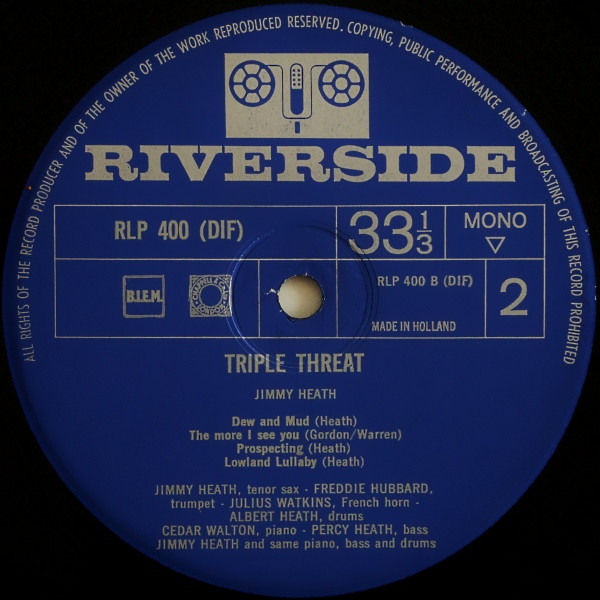 ALL RIGHTS OF THE RECORD PRODUCER AND OF THE OWNER OF THE WORK REPRODUCED RESERVED. COPYING, PUBLIC PERFORMANCE AND BROADCASTING OF THIS RECORD PROHIBITED
RIVERSIDE
RLP 400 (DIF)
33 1/3
MONO
▽
B.I.E.M.
RLP 400 B (DIF)
MADE IN HOLLAND
2
TRIPLE THREAT
JIMMY HEATH
Dew and Mud (Heath)
The more I see you (Gordon/Warren)
Prospecting (Heath)
Lowland Lullaby (Heath)
JIMMY HEATH, tenor sax - FREDDIE HUBBARD,
trumpet - JULIUS WATKINS, French horn -
ALBERT HEATH, drums
CEDAR WALTON, piano - PERCY HEATH, bass
JIMMY HEATH and same piano, bass and drums